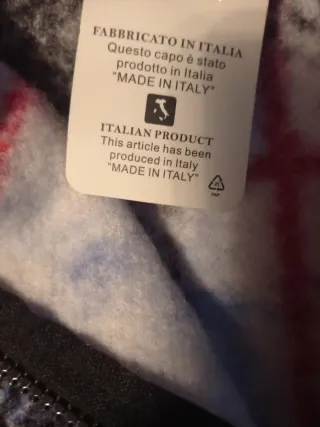 FABBRICATO IN ITALIA
Questo capo è stato
prodotto in Italia
"MADE IN ITALY"
ITALIAN PRODUCT
This article has been
produced in Italy
"MADE IN ITALY"
PAP